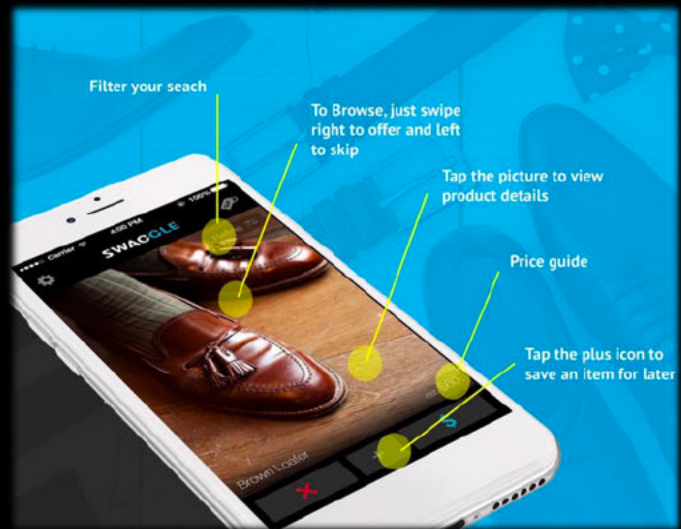 Filter your seach
To Browse, just swipe
right to offer and left
to skip
Tap the picture to view
product details
Price guide
Tap the plus icon to
save an item for later
Carrier
4:00 PM
100%
SWAGGLE
Brown Loafer